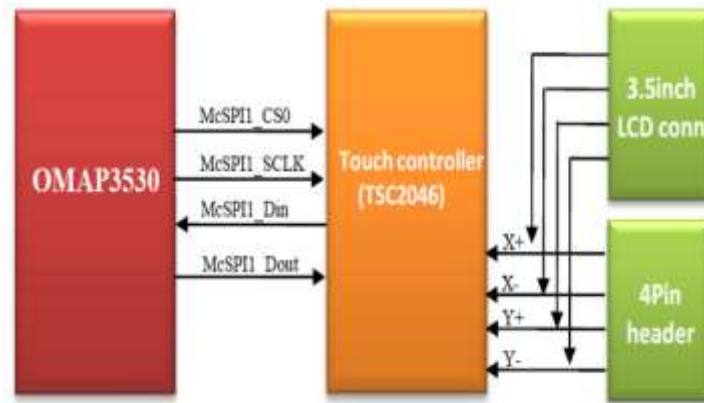 OMAP3530
McSPI1_CS0
McSPI1_SCLK
McSPI1_Din
McSPI1_Dout
Touch controller
(TSC2046)
X+
X-
Y+
Y-
3.5inch
LCD conn
4Pin
header